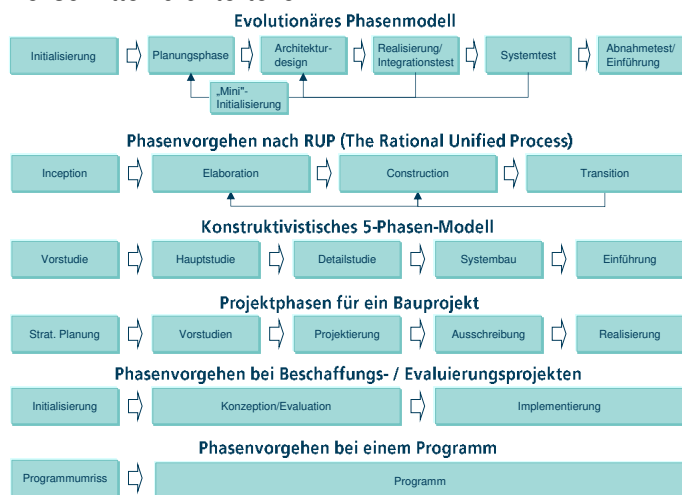 Evolutionäres Phasenmodell
Initialisierung
Planungsphase
Architektur-
design
Realisierung/
Integrationstest
Systemtest
Abnahmetest/
Einführung
„Mini"-
Initialisierung
Phasenvorgehen nach RUP (The Rational Unified Process)
Inception
Elaboration
Construction
Transition
Konstruktivistisches 5-Phasen-Modell
Vorstudie
Hauptstudie
Detailstudie
Systembau
Einführung
Projektphasen für ein Bauprojekt
Strat. Planung
Vorstudien
Projektierung
Ausschreibung
Realisierung
Phasenvorgehen bei Beschaffungs- / Evaluierungsprojekten
Initialisierung
Konzeption/Evaluation
Implementierung
Phasenvorgehen bei einem Programm
Programmumriss
Programm